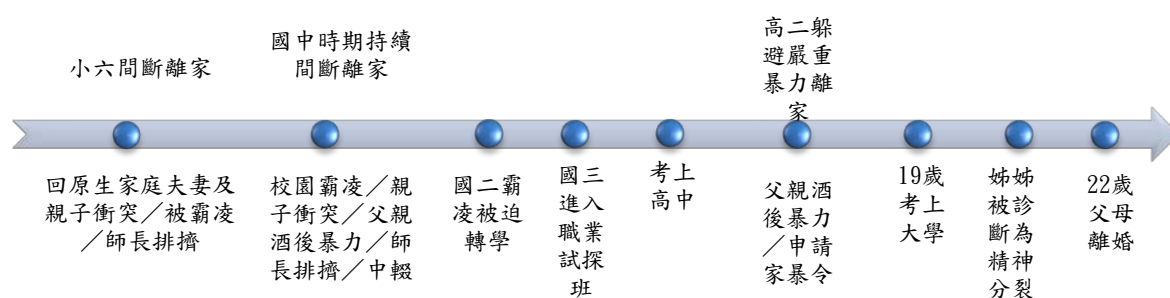 小六間斷離家
國中時期持續
間斷離家
高二躲
避嚴重
暴力離
家
回原生家庭夫妻及
親子衝突／被霸凌
／師長排擠
校園霸凌／親
子衝突／父親
酒後暴力／師
長排擠／中輟
國二霸
凌被迫
轉學
國三
進入
職業
試探
班
考上
高中
父親酒
後暴力
／申請
家暴令
19歲
考上
大學
姊姊
被診
斷為
精神
分裂
22歲
父母
離婚